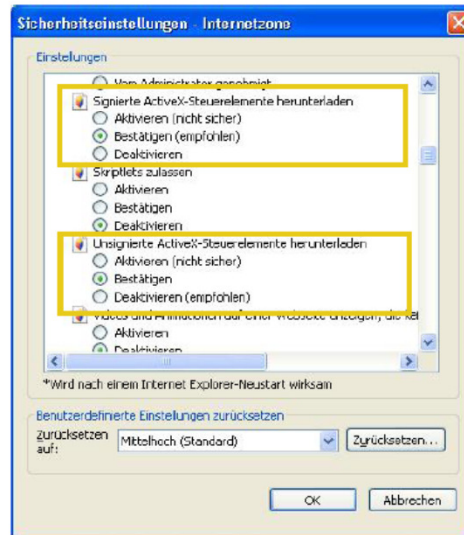 Sicherheitseinstellungen - Internetzone
Einstellungen
Vom Administrator genehmigt
Signierte ActiveX-Steuerelemente herunterladen
Aktivieren (nicht sicher)
Bestätigen (empfohlen)
Deaktivieren
Skriptlets zulassen
Aktivieren
Bestätigen
Deaktivieren
Unsignierte ActiveX-Steuerelemente herunterladen
Aktivieren (nicht sicher)
Bestätigen
Deaktivieren (empfohlen)
Videos und Animationen auf einer Webseite anzeigen, die kei
Aktivieren
Deaktivieren
*Wird nach einem Internet Explorer-Neustart wirksam
Benutzerdefinierte Einstellungen zurücksetzen
Zurücksetzen auf: Mittelhoch (Standard) Zurücksetzen...
OK Abbrechen